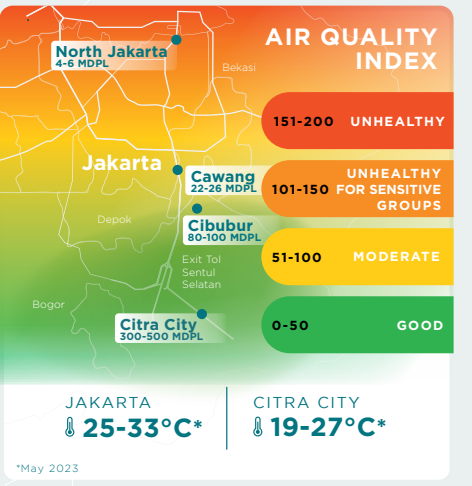 AIR QUALITY
INDEX
North Jakarta
4-6 MDPL
Bekasi
151-200 UNHEALTHY
Jakarta
Cawang
22-26 MDPL
101-150 UNHEALTHY
FOR SENSITIVE
GROUPS
Depok
Cibubur
80-100 MDPL
Exit Tol
Sentul
Selatan
51-100 MODERATE
Bogor
Citra City
300-500 MDPL
0-50 GOOD
JAKARTA
25-33°C*
CITRA CITY
19-27°C*
*May 2023